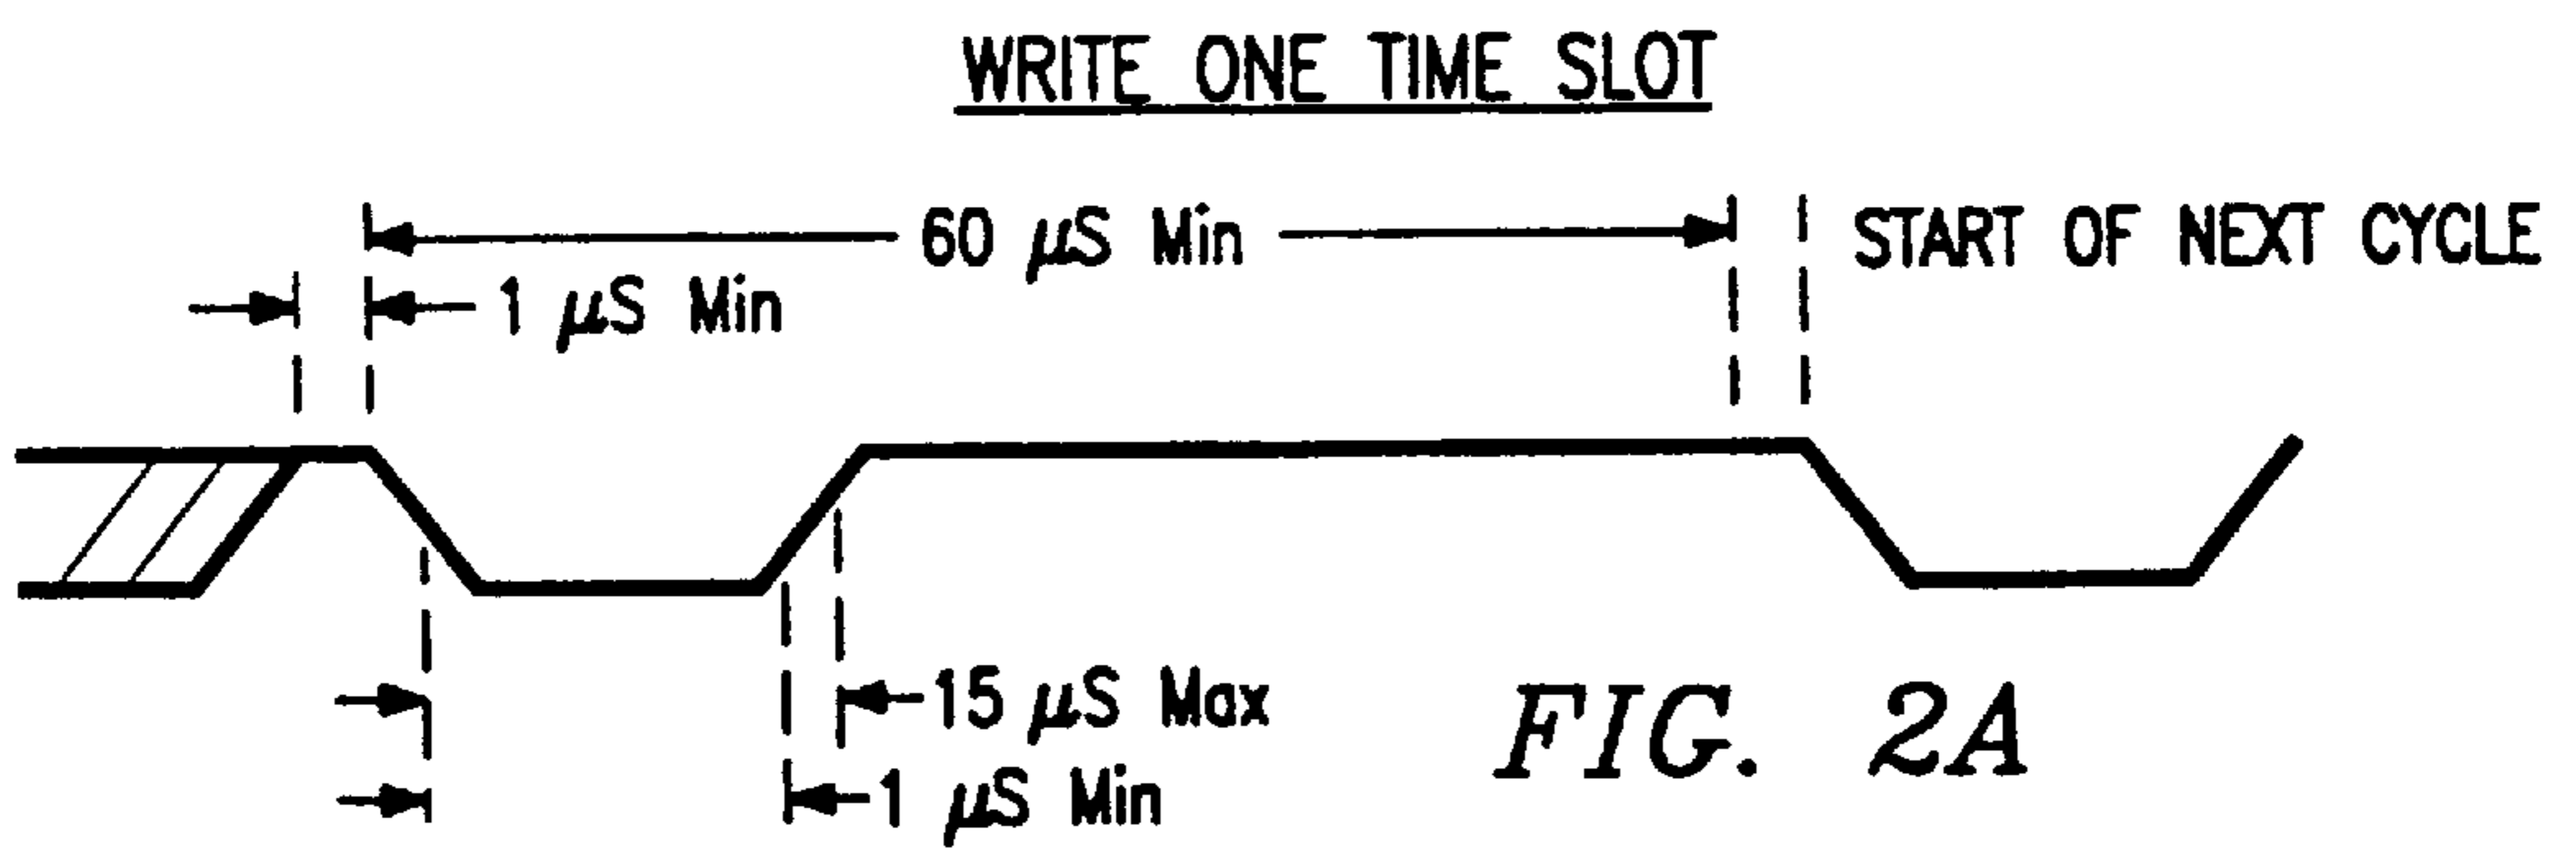 WRITE ONE TIME SLOT
60 µS Min
START OF NEXT CYCLE
1 µS Min
15 µS Max
1 µS Min
FIG. 2A